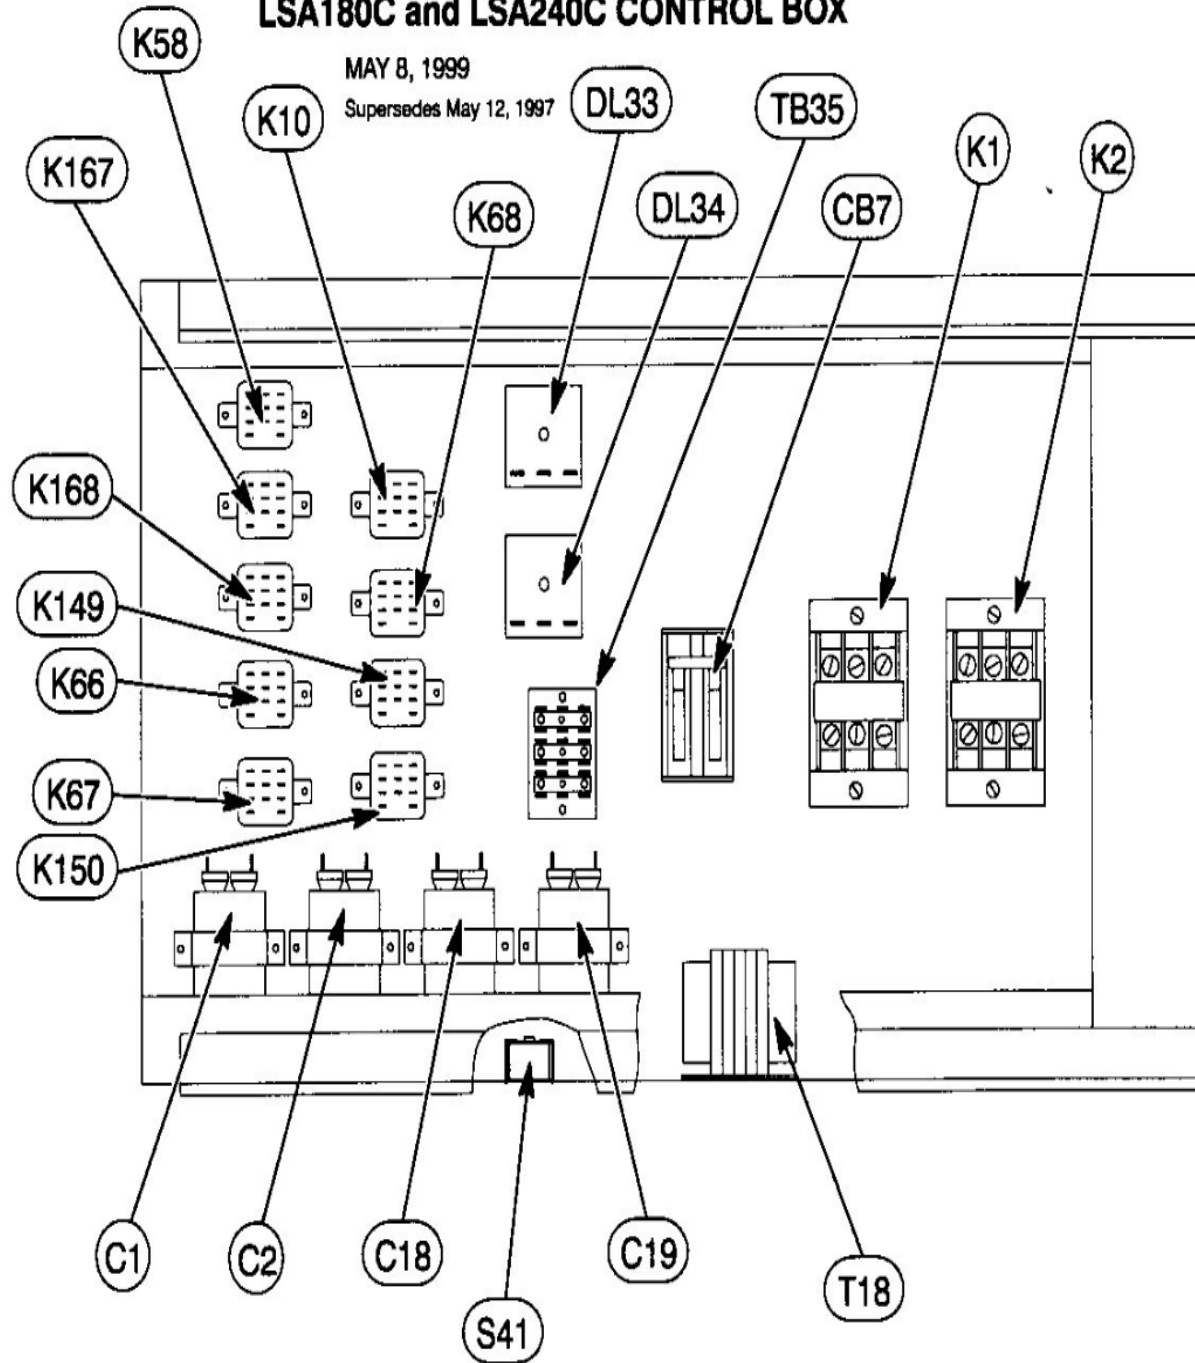 LSA180C and LSA240C CONTROL BOX
K58
MAY 8, 1999
Supersedes May 12, 1997
DL33
TB35
K10
K1
K2
K167
K68
DL34
CB7
K168
K149
K66
K67
K150
C1
C2
C18
C19
T18
S41